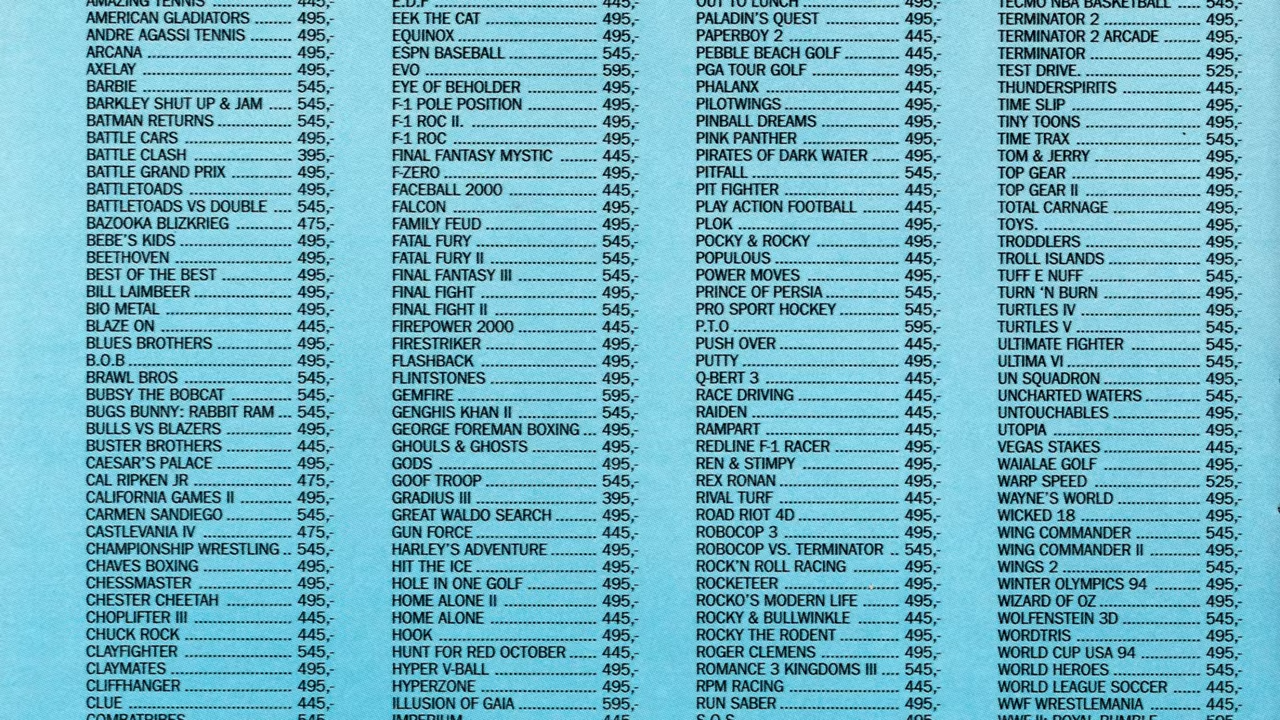 AMAZING TENNIS 445,-
AMERICAN GLADIATORS 495,-
ANDRE AGASSI TENNIS 495,-
ARCANA 495,-
AXELAY 495,-
BARBIE 545,-
BARKLEY SHUT UP & JAM 545,-
BATMAN RETURNS 545,-
BATTLE CARS 495,-
BATTLE CLASH 395,-
BATTLE GRAND PRIX 495,-
BATTLETOADS 495,-
BATTLETOADS VS DOUBLE 545,-
BAZOOKA BLIZKRIEG 475,-
BEBE'S KIDS 495,-
BEETHOVEN 495,-
BEST OF THE BEST 495,-
BILL LAIMBEER 495,-
BIO METAL 495,-
BLAZE ON 445,-
BLUES BROTHERS 495,-
B.O.B 495,-
BRAWL BROS 545,-
BUBSY THE BOBCAT 545,-
BUGS BUNNY: RABBIT RAM 545,-
BULLS VS BLAZERS 495,-
BUSTER BROTHERS 445,-
CAESAR'S PALACE 495,-
CAL RIPKEN JR 475,-
CALIFORNIA GAMES II 495,-
CARMEN SANDIEGO 545,-
CASTLEVANIA IV 475,-
CHAMPIONSHIP WRESTLING 545,-
CHAVES BOXING 495,-
CHESSMASTER 495,-
CHESTER CHEETAH 495,-
CHOPLIFTER III 445,-
CHUCK ROCK 445,-
CLAYFIGHTER 545,-
CLAYMATES 495,-
CLIFFHANGER 495,-
CLUE 445,-
COMBATRIBES 545,-
E.D.F 445,-
EEK THE CAT 495,-
EQUINOX 495,-
ESPN BASEBALL 545,-
EVO 595,-
EYE OF BEHOLDER 495,-
F-1 POLE POSITION 495,-
F-1 ROC II. 495,-
F-1 ROC 495,-
FINAL FANTASY MYSTIC 445,-
F-ZERO 495,-
FACEBALL 2000 445,-
FALCON 495,-
FAMILY FEUD 495,-
FATAL FURY 545,-
FATAL FURY II 545,-
FINAL FANTASY III 545,-
FINAL FIGHT 495,-
FINAL FIGHT II 545,-
FIREPOWER 2000 445,-
FIRESTRIKER 495,-
FLASHBACK 495,-
FLINTSTONES 495,-
GEMFIRE 595,-
GENGHIS KHAN II 545,-
GEORGE FOREMAN BOXING 495,-
GHOULS & GHOSTS 495,-
GODS 495,-
GOOF TROOP 545,-
GRADIUS III 395,-
GREAT WALDO SEARCH 495,-
GUN FORCE 445,-
HARLEY'S ADVENTURE 495,-
HIT THE ICE 495,-
HOLE IN ONE GOLF 495,-
HOME ALONE II 495,-
HOME ALONE 445,-
HOOK 495,-
HUNT FOR RED OCTOBER 445,-
HYPER V-BALL 495,-
HYPERZONE 495,-
ILLUSION OF GAIA 595,-
IMPERIUM 445,-
OUT TO LUNCH 495,-
PALADIN'S QUEST 495,-
PAPERBOY 2 445,-
PEBBLE BEACH GOLF 445,-
PGA TOUR GOLF 495,-
PHALANX 445,-
PILOTWINGS 495,-
PINBALL DREAMS 495,-
PINK PANTHER 495,-
PIRATES OF DARK WATER 495,-
PITFALL 545,-
PIT FIGHTER 445,-
PLAY ACTION FOOTBALL 445,-
PLOK 495,-
POCKY & ROCKY 495,-
POPULOUS 445,-
POWER MOVES 495,-
PRINCE OF PERSIA 545,-
PRO SPORT HOCKEY 545,-
P.T.O 595,-
PUSH OVER 445,-
PUTTY 495,-
Q-BERT 3 445,-
RACE DRIVING 445,-
RAIDEN 445,-
RAMPART 445,-
REDLINE F-1 RACER 495,-
REN & STIMPY 495,-
REX RONAN 495,-
RIVAL TURF 445,-
ROAD RIOT 4D 495,-
ROBOCOP 3 495,-
ROBOCOP VS. TERMINATOR 545,-
ROCK'N ROLL RACING 495,-
ROCKETEER 495,-
ROCKO'S MODERN LIFE 495,-
ROCKY & BULLWINKLE 495,-
ROCKY THE RODENT 495,-
ROGER CLEMENS 495,-
ROMANCE 3 KINGDOMS III 545,-
RPM RACING 445,-
RUN SABER 495,-
S.O.S 495,-
TECMO NBA BASKETBALL 545,-
TERMINATOR 2 495,-
TERMINATOR 2 ARCADE 495,-
TERMINATOR 495,-
TEST DRIVE. 525,-
THUNDERSPIRITS 445,-
TIME SLIP 495,-
TINY TOONS 495,-
TIME TRAX 545,-
TOM & JERRY 495,-
TOP GEAR 495,-
TOP GEAR II 495,-
TOTAL CARNAGE 495,-
TOYS. 495,-
TRODDLERS 495,-
TROLL ISLANDS 495,-
TUFF E NUFF 545,-
TURN 'N BURN 495,-
TURTLES IV 495,-
TURTLES V 545,-
ULTIMATE FIGHTER 545,-
ULTIMA VI 545,-
UN SQUADRON 495,-
UNCHARTED WATERS 595,-
UNTOUCHABLES 495,-
UTOPIA 495,-
VEGAS STAKES 445,-
WAIALAE GOLF 495,-
WARP SPEED 525,-
WAYNE'S WORLD 495,-
WICKED 18 495,-
WING COMMANDER 545,-
WING COMMANDER II 495,-
WINGS 2 545,-
WINTER OLYMPICS 94 495,-
WIZARD OF OZ 495,-
WOLFENSTEIN 3D 545,-
WORDTRIS 495,-
WORLD CUP USA 94 495,-
WORLD HEROES 545,-
WORLD LEAGUE SOCCER 445,-
WWF WRESTLEMANIA 445,-
WWF II: ROYAL RUMBLE 595,-